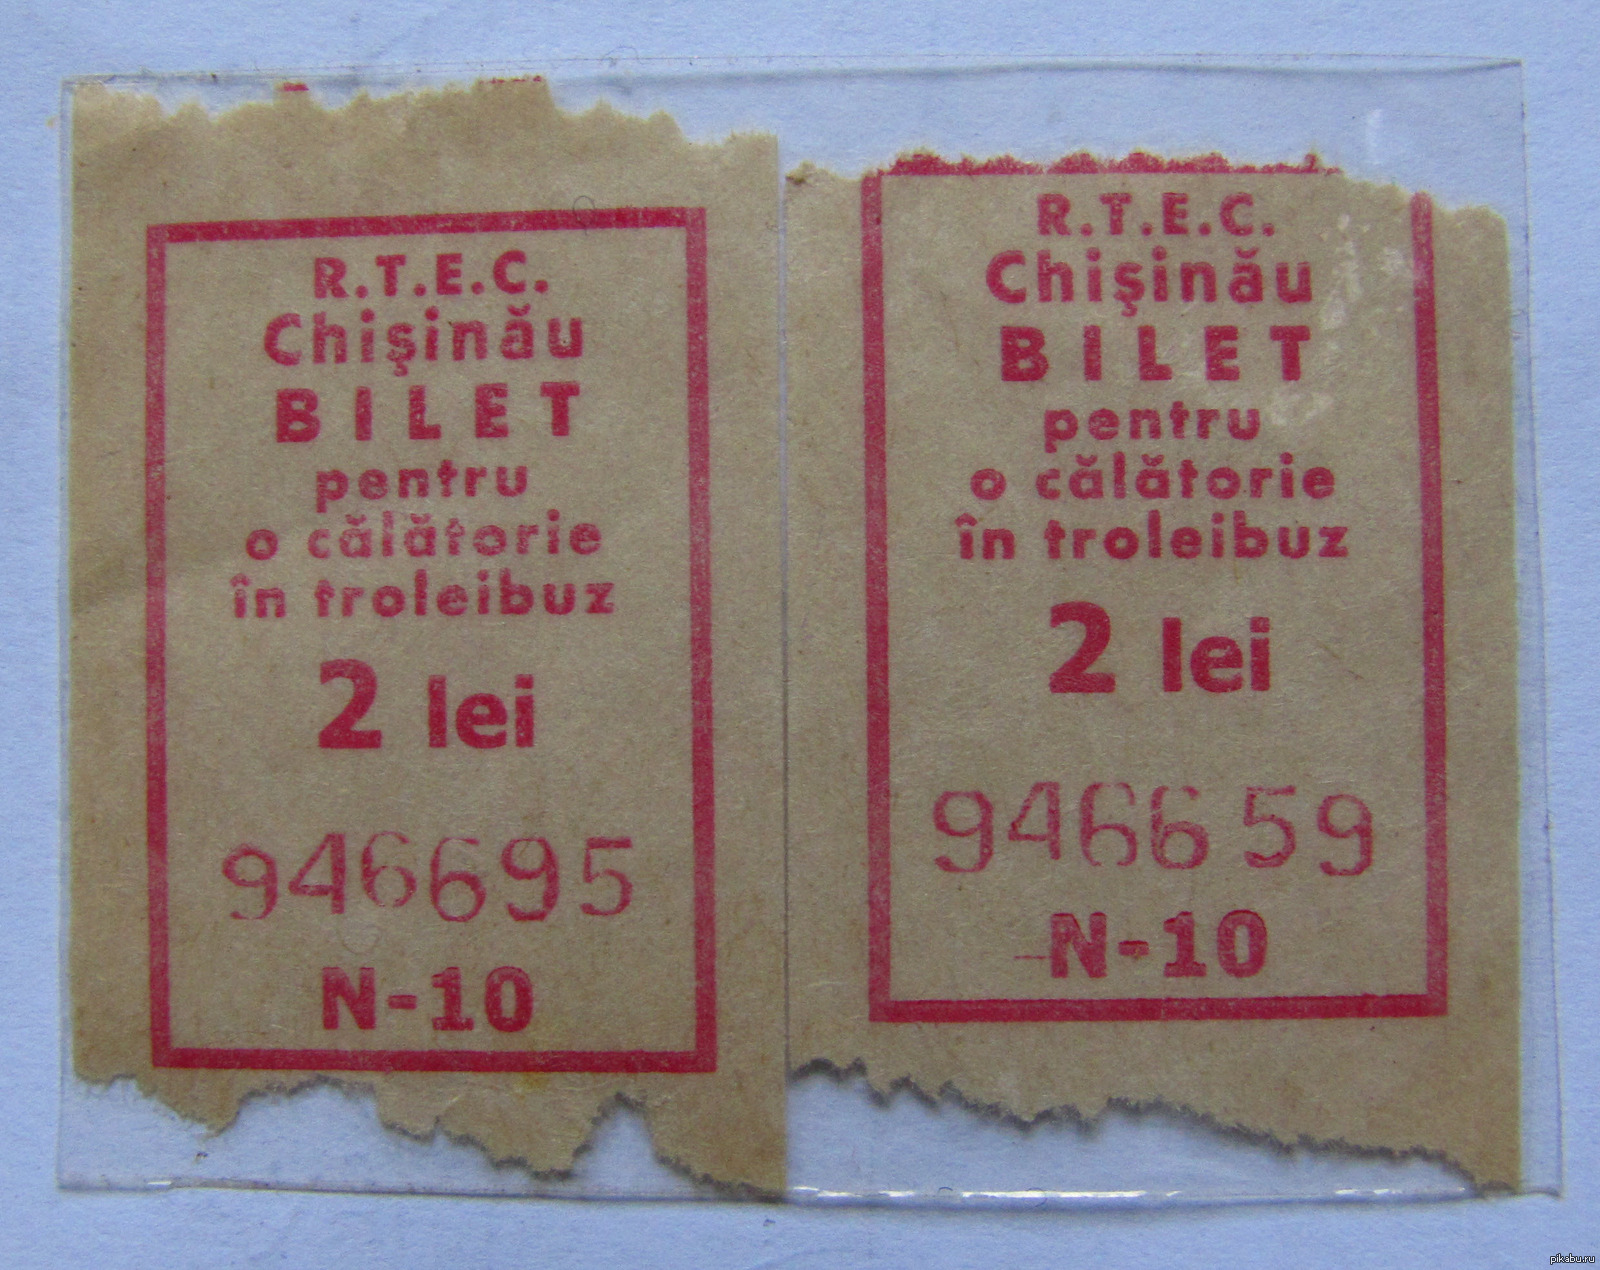 R.T.E.C.
Chişinău
BILET
pentru
o călătorie
în troleibuz
2 lei
946695
N-10
R.T.E.C.
Chişinău
BILET
pentru
o călătorie
în troleibuz
2 lei
946659
N-10
pikabu.ru